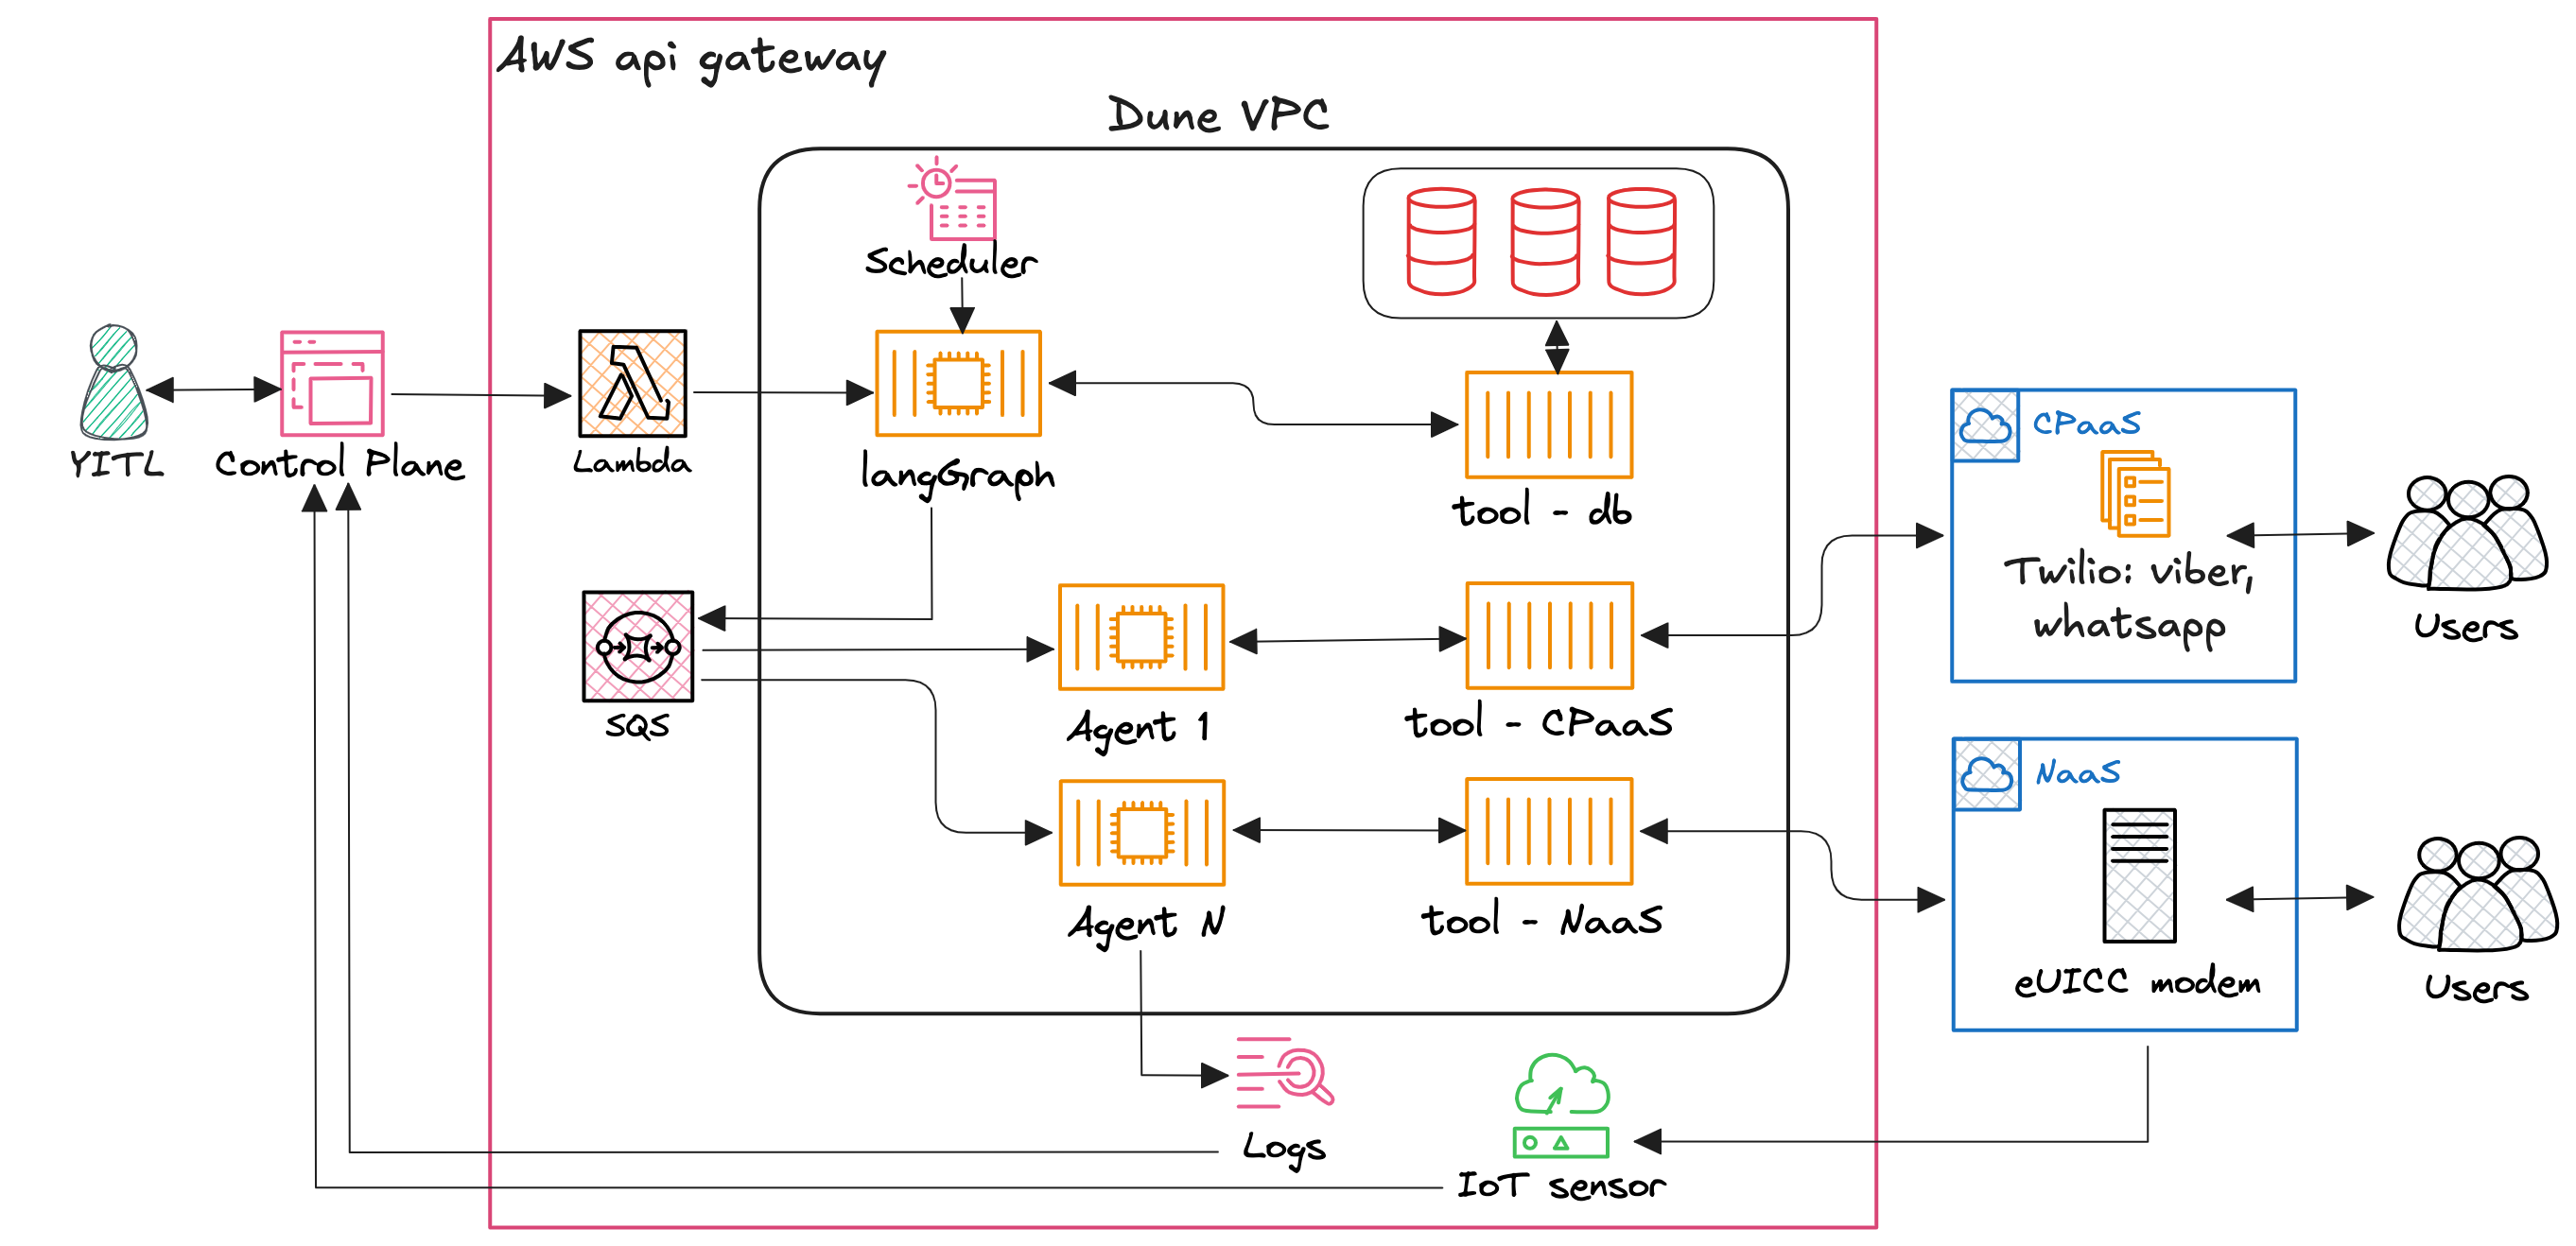 AWS api gateway
Dune VPC
Scheduler
YITL
Control Plane
Lambda
langGraph
tool - db
CPaaS
Twilio: viber,
whatsapp
Users
SQS
Agent 1
tool - CPaaS
NaaS
Agent N
tool - NaaS
eUICC modem
Users
Logs
IoT sensor